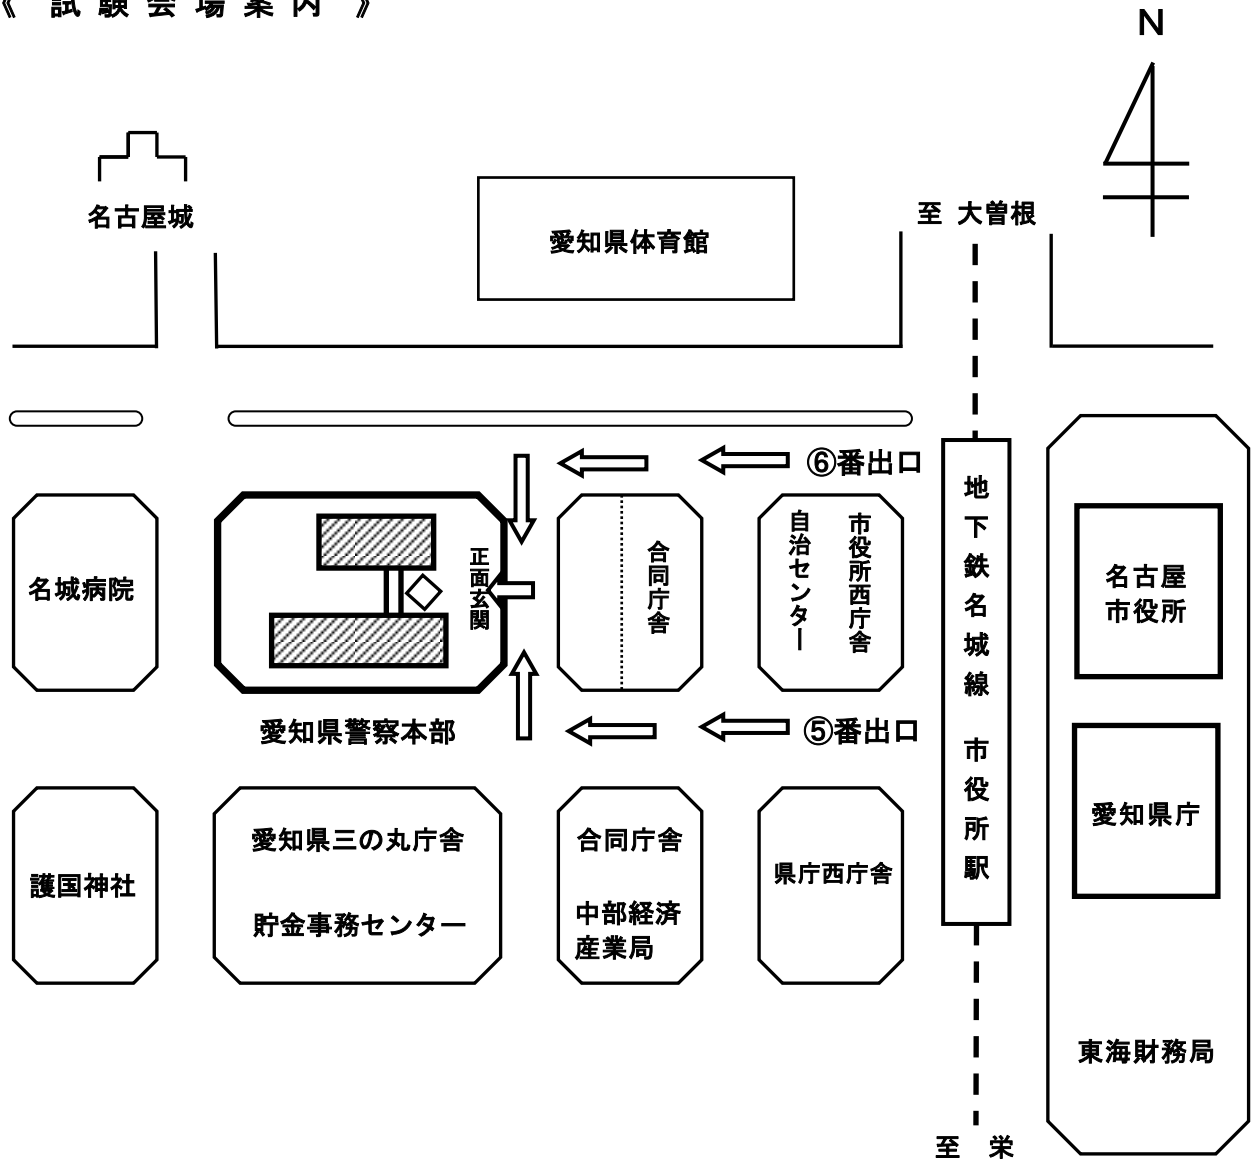 《 試験会場案内 》
N
名古屋城
愛知県体育館
至 大曽根
⑥番出口
地下鉄名城線 市役所駅
名城病院
正面玄関
合同庁舎
自治センター
市役所西庁舎
名古屋
市役所
愛知県警察本部
⑤番出口
愛知県庁
護国神社
愛知県三の丸庁舎
貯金事務センター
合同庁舎
中部経済
産業局
県庁西庁舎
東海財務局
至 栄